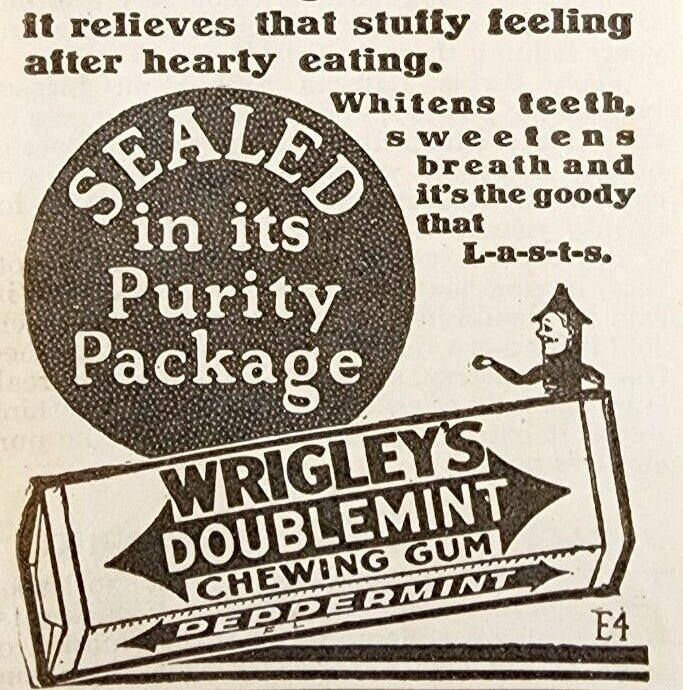 it relieves that stuffy feeling
after hearty eating.
Whitens teeth,
sweetens
breath and
it's the goody
that
L-a-s-t-s.
SEALED
in its
Purity
Package
WRIGLEY'S
DOUBLEMINT
CHEWING GUM
PEPPERMINT
E4